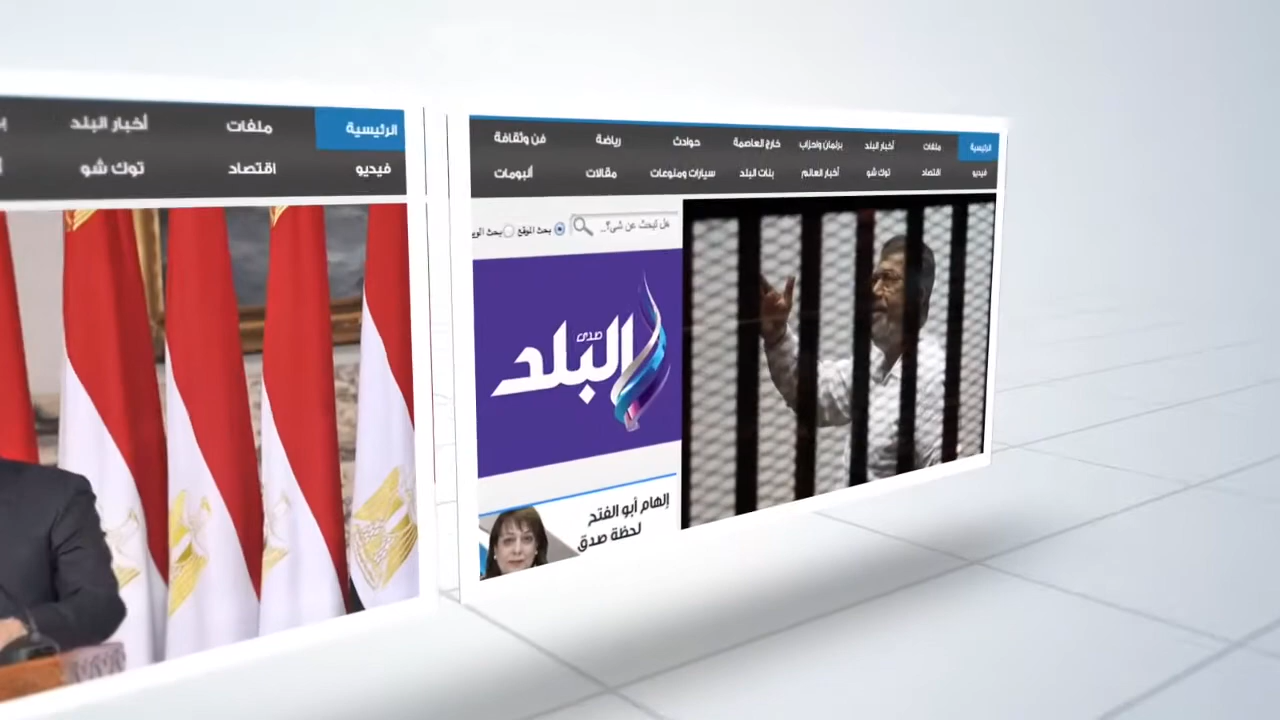 الرئيسية ملفات أخبار البلد
فيديو اقتصاد توك شو
الرئيسية ملفات أخبار البلد برلمان وأحزاب خارج العاصمة حوادث رياضة فن وثقافة
فيديو اقتصاد توك شو أخبار العالم بنات البلد سيارات ومنوعات مقالات ألبومات
هل تبحث عن شئ؟... بحث الموقع بحث
صدى
البلد
إلهام أبو الفتح
لحظة صدق